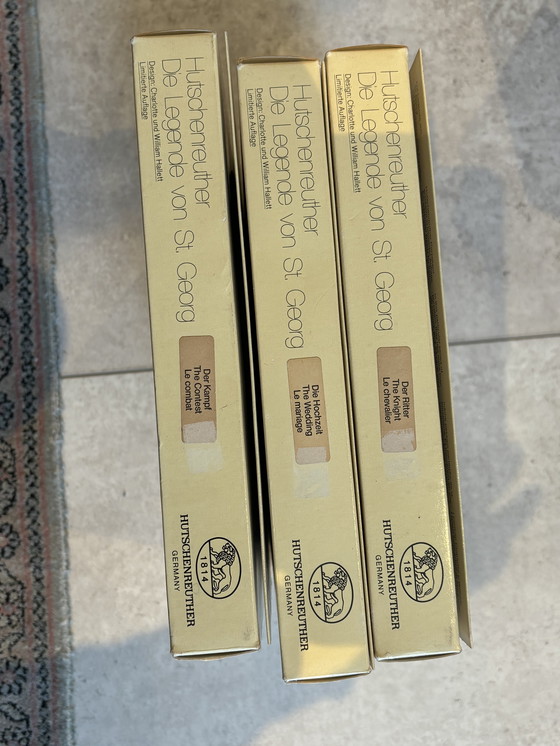 Hutschenreuther
Die Legende von St. Georg
Design: Charlotte und William Hallett
Limitierte Auflage
Der Kampf
The Contest
Le combat
1814
HUTSCHENREUTHER
GERMANY
Hutschenreuther
Die Legende von St. Georg
Design: Charlotte und William Hallett
Limitierte Auflage
Die Hochzeit
The Wedding
Le mariage
1814
HUTSCHENREUTHER
GERMANY
Hutschenreuther
Die Legende von St. Georg
Design: Charlotte und William Hallett
Limitierte Auflage
Der Ritter
The Knight
Le chevalier
1814
HUTSCHENREUTHER
GERMANY